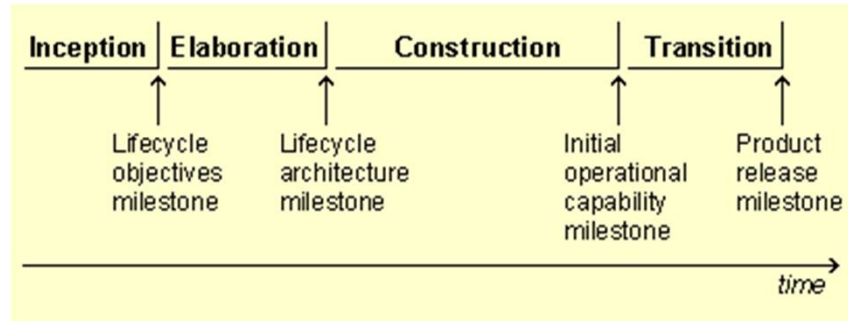 Inception Elaboration Construction Transition
Lifecycle
objectives
milestone
Lifecycle
architecture
milestone
Initial
operational
capability
milestone
Product
release
milestone
time